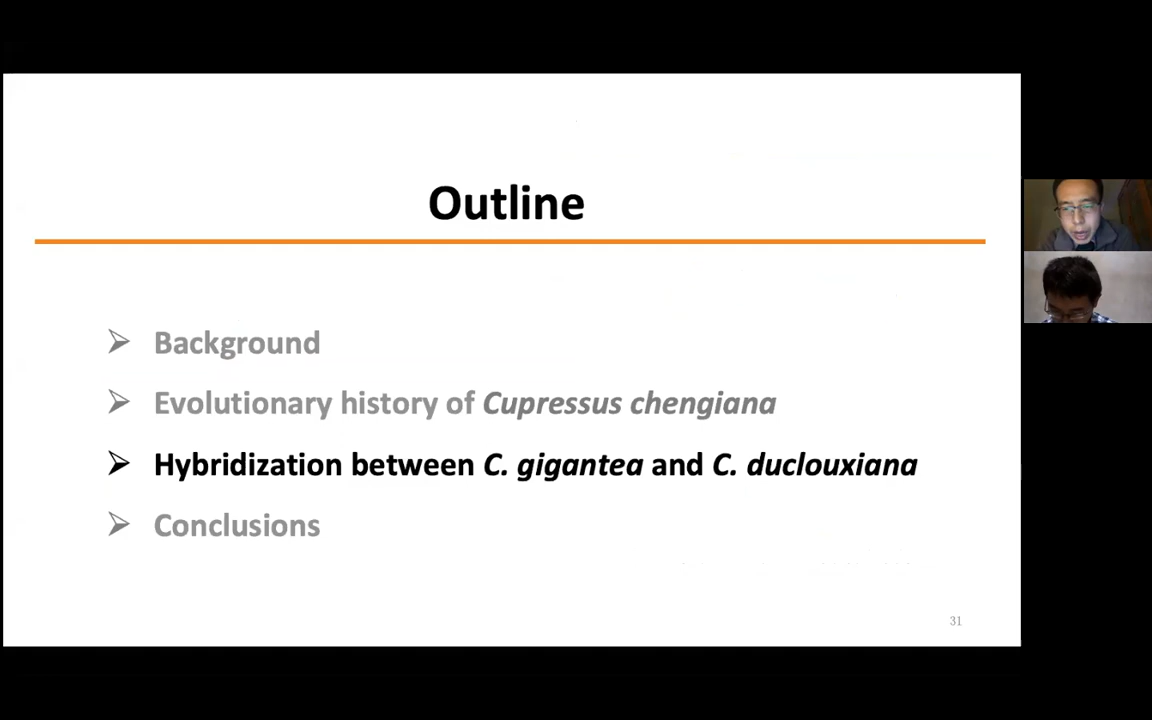 Outline
Background
Evolutionary history of Cupressus chengiana
Hybridization between C. gigantea and C. duclouxiana
Conclusions
31